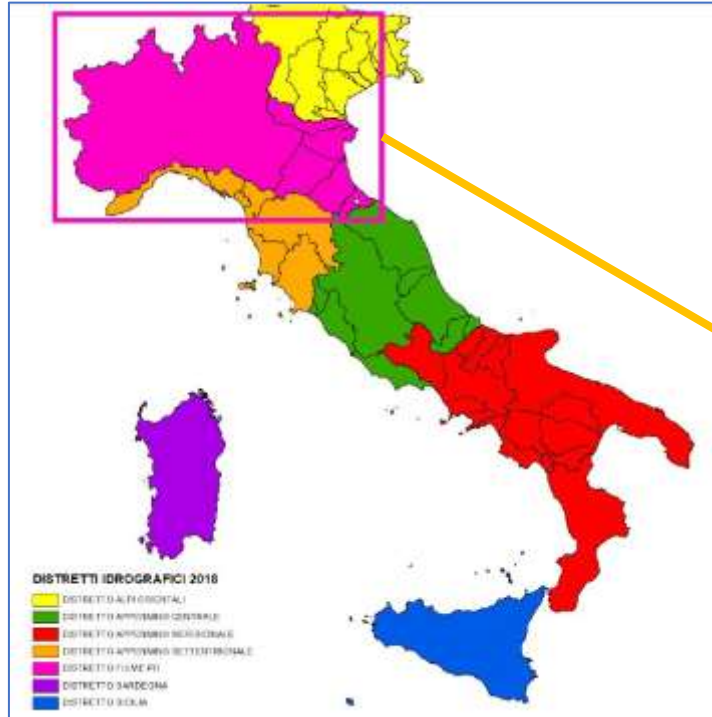 DISTRETTI IDROGRAFICI 2018
DISTRETTO ALPI ORIENTALI
DISTRETTO APPENNINO CENTRALE
DISTRETTO APPENNINO MERIDIONALE
DISTRETTO APPENNINO SETTENTRIONALE
DISTRETTO FIUME PO
DISTRETTO SARDEGNA
DISTRETTO SICILIA